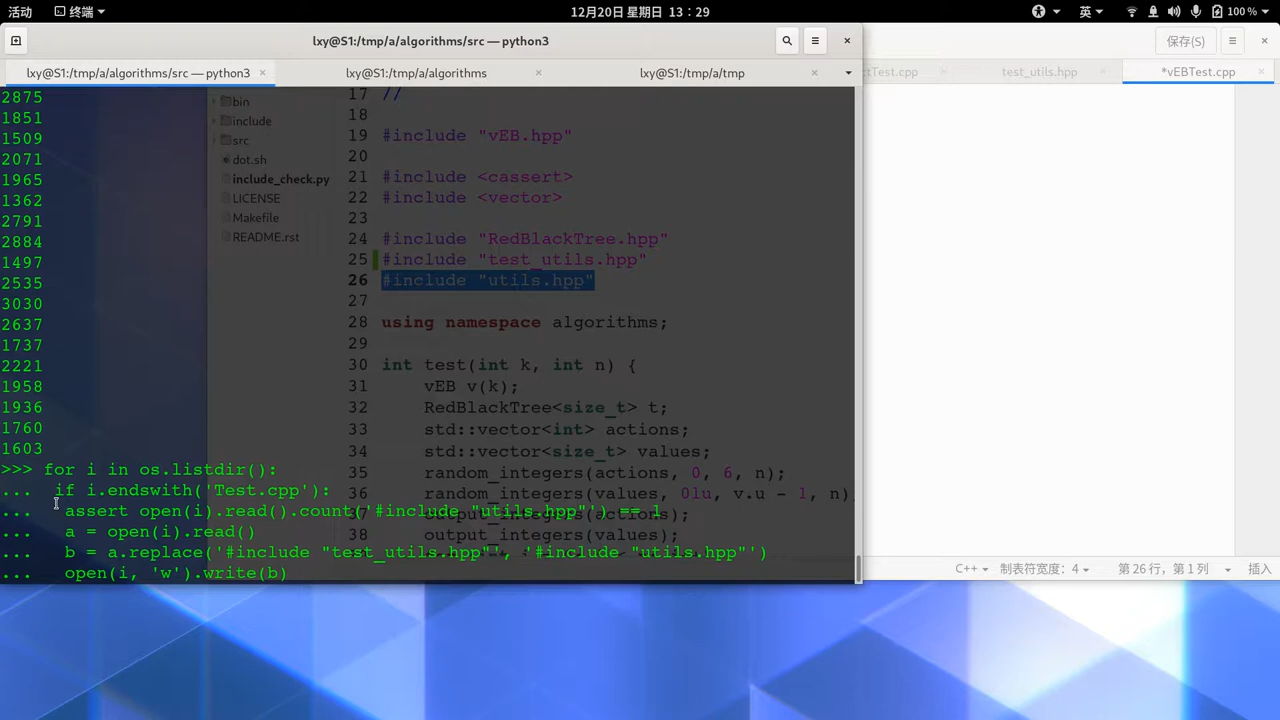 活动 终端 12月20日 星期日 13：29 英 100 %
lxy@S1:/tmp/a/algorithms/src — python3 保存(S)
lxy@S1:/tmp/a/algorithms/src — python3 lxy@S1:/tmp/a/algorithms lxy@S1:/tmp/a/tmp ctTest.cpp test_utils.hpp *vEBTest.cpp
2875
1851
1509
2071
1965
1362
2791
2884
1497
2535
3030
2637
1737
2221
1958
1936
1760
1603
>>> for i in os.listdir():
...  if i.endswith('Test.cpp'):
...   assert open(i).read().count('#include "utils.hpp"') == 1
...   a = open(i).read()
...   b = a.replace('#include "test_utils.hpp"', '#include "utils.hpp"')
...   open(i, 'w').write(b)
bin
include
src
dot.sh
include_check.py
LICENSE
Makefile
README.rst
17 //
18
19 #include "vEB.hpp"
20
21 #include <cassert>
22 #include <vector>
23
24 #include "RedBlackTree.hpp"
25 #include "test_utils.hpp"
26 #include "utils.hpp"
27
28 using namespace algorithms;
29
30 int test(int k, int n) {
31     vEB v(k);
32     RedBlackTree<size_t> t;
33     std::vector<int> actions;
34     std::vector<size_t> values;
35     random_integers(actions, 0, 6, n);
36     random_integers(values, 0lu, v.u - 1, n)
37     output_integers(actions);
38     output_integers(values);
C++ 制表符宽度：4 第 26 行，第 1 列 插入